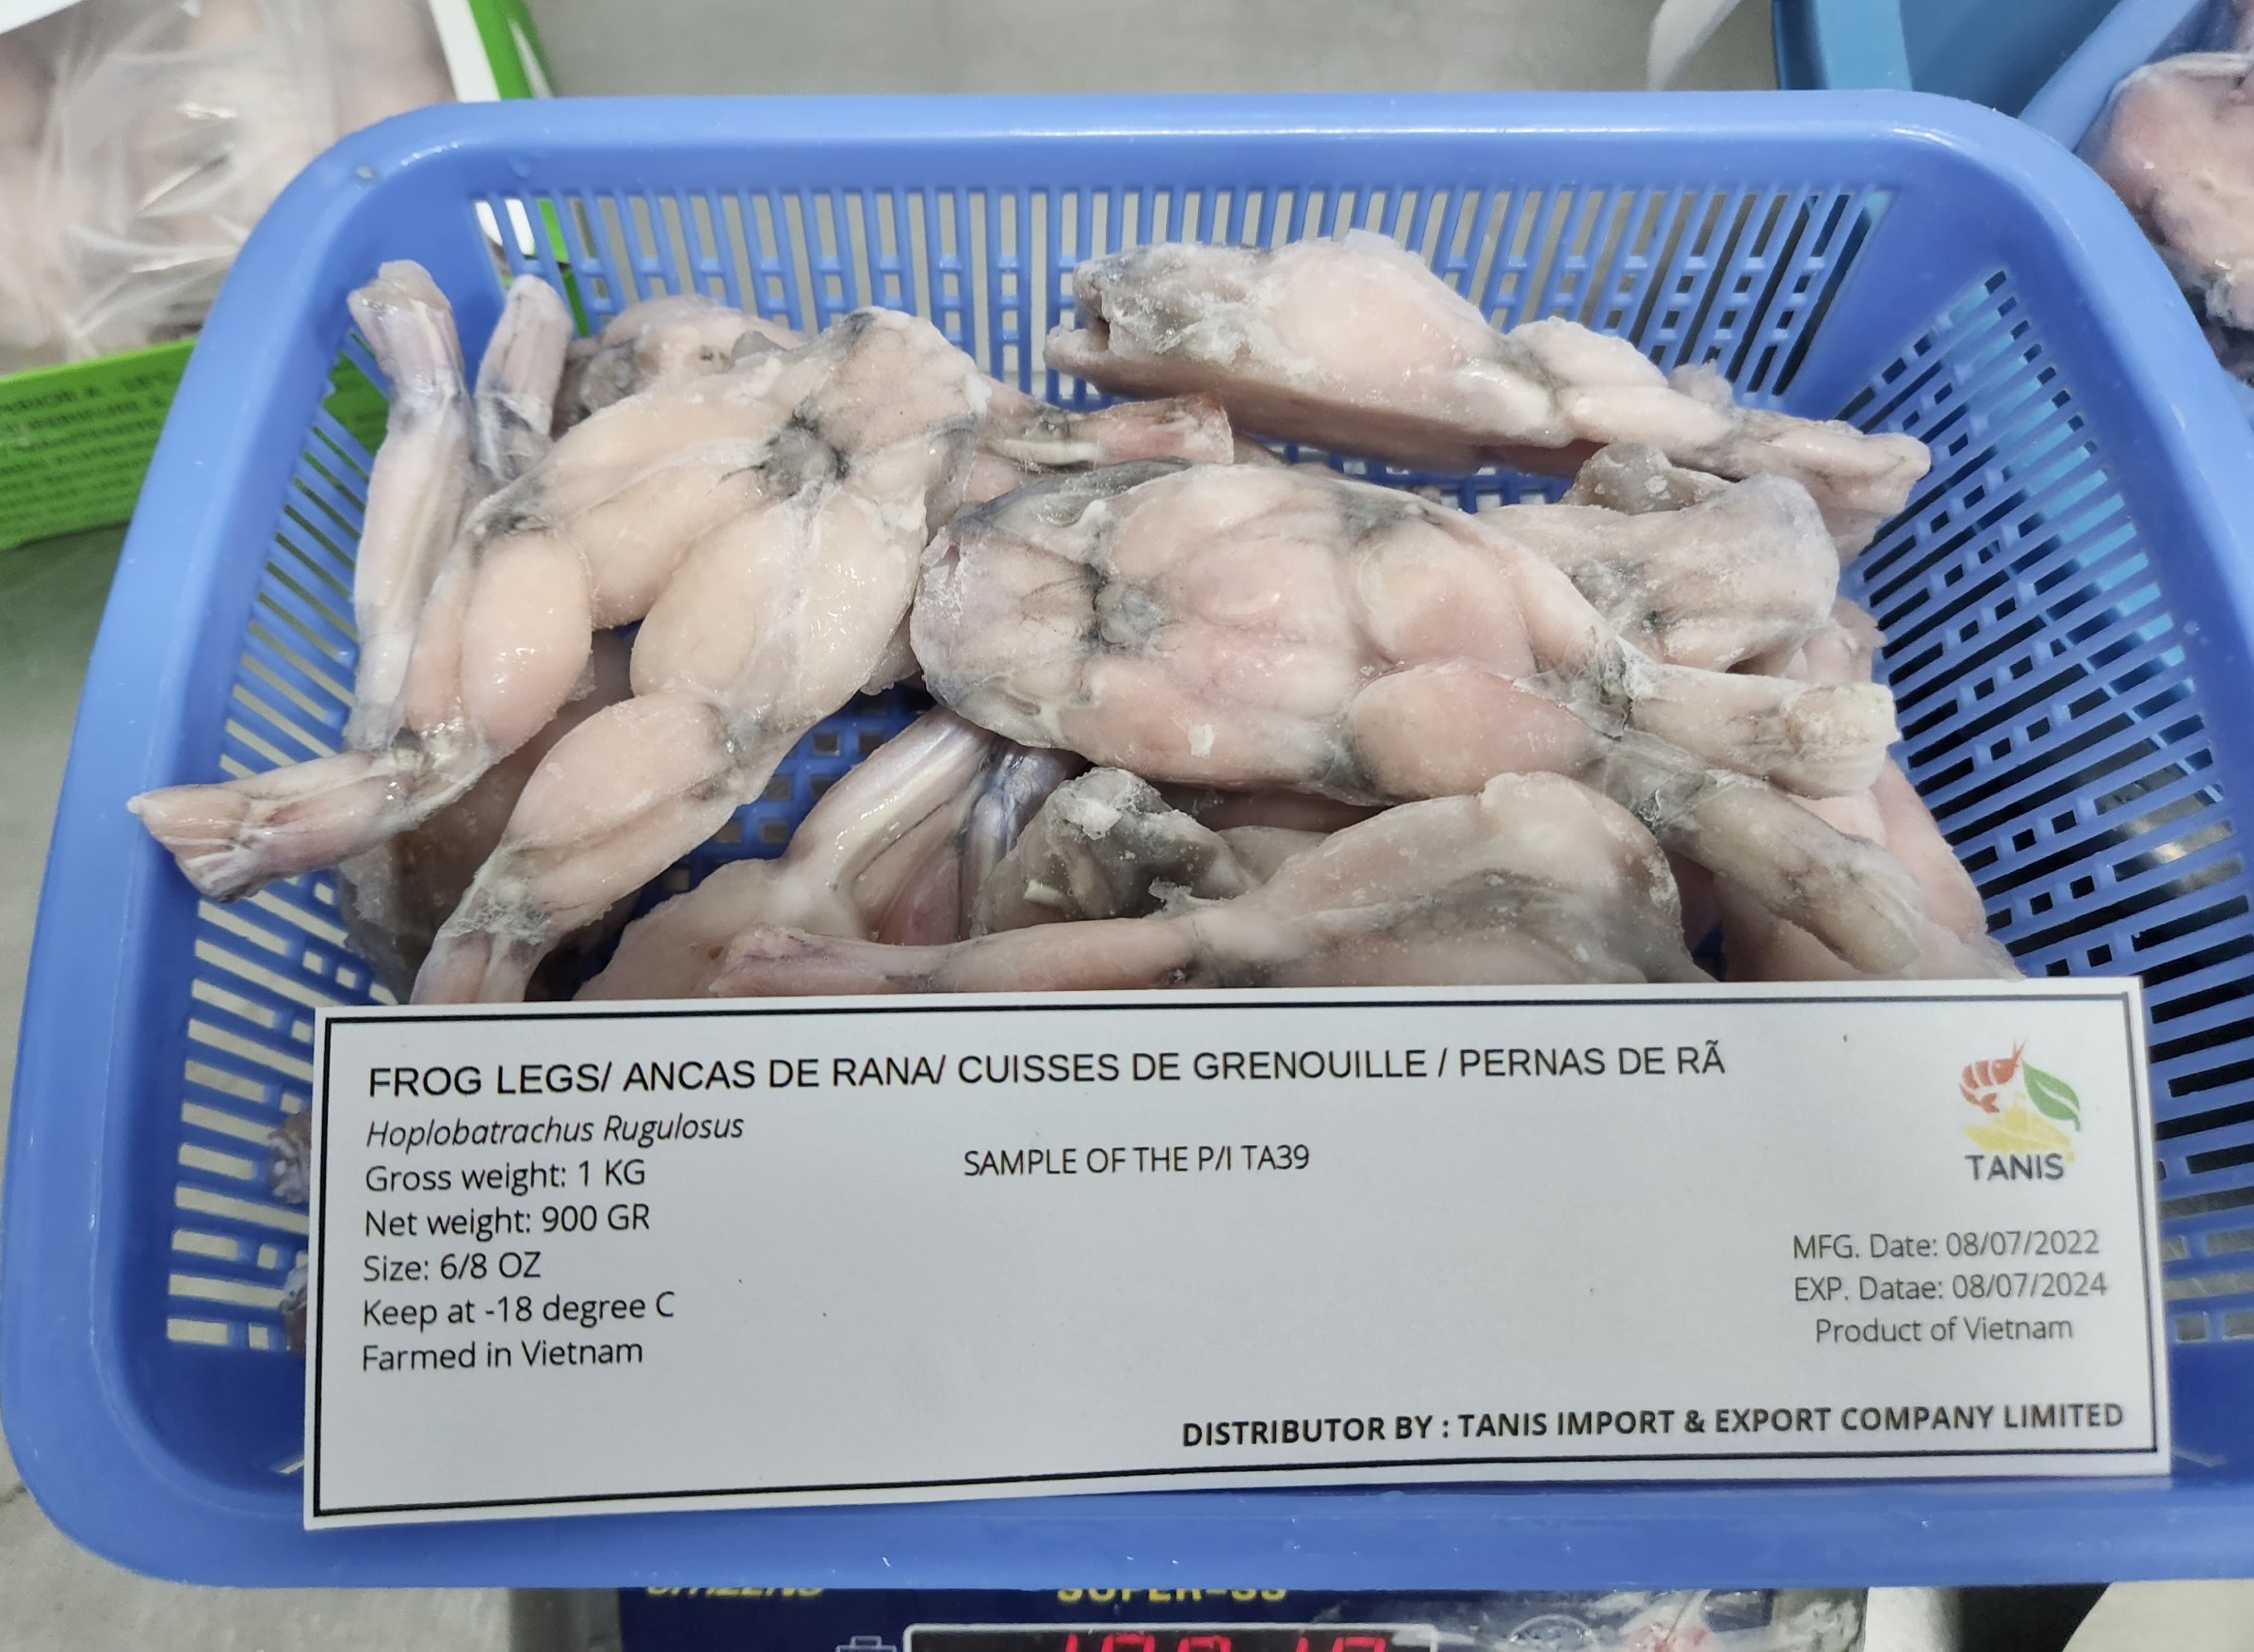 FROG LEGS/ ANCAS DE RANA/ CUISSES DE GRENOUILLE / PERNAS DE RÃ
Hoplobatrachus Rugulosus
Gross weight: 1 KG
Net weight: 900 GR
Size: 6/8 OZ
Keep at -18 degree C
Farmed in Vietnam
SAMPLE OF THE P/I TA39
TANIS
MFG. Date: 08/07/2022
EXP. Datae: 08/07/2024
Product of Vietnam
DISTRIBUTOR BY : TANIS IMPORT & EXPORT COMPANY LIMITED